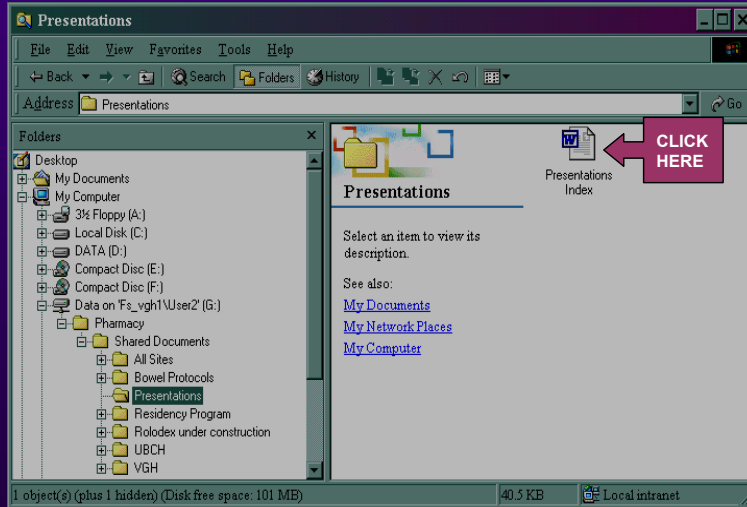 Presentations
File Edit View Favorites Tools Help
Back Search Folders History
Address Presentations Go
Folders
Desktop
My Documents
My Computer
3½ Floppy (A:)
Local Disk (C:)
DATA (D:)
Compact Disc (E:)
Compact Disc (F:)
Data on 'Fs_vgh1\User2' (G:)
Pharmacy
Shared Documents
All Sites
Bowel Protocols
Presentations
Residency Program
Rolodex under construction
UBCH
VGH
Presentations
Select an item to view its
description.
See also:
My Documents
My Network Places
My Computer
Presentations
Index
CLICK
HERE
1 object(s) (plus 1 hidden) (Disk free space: 101 MB) 40.5 KB Local intranet